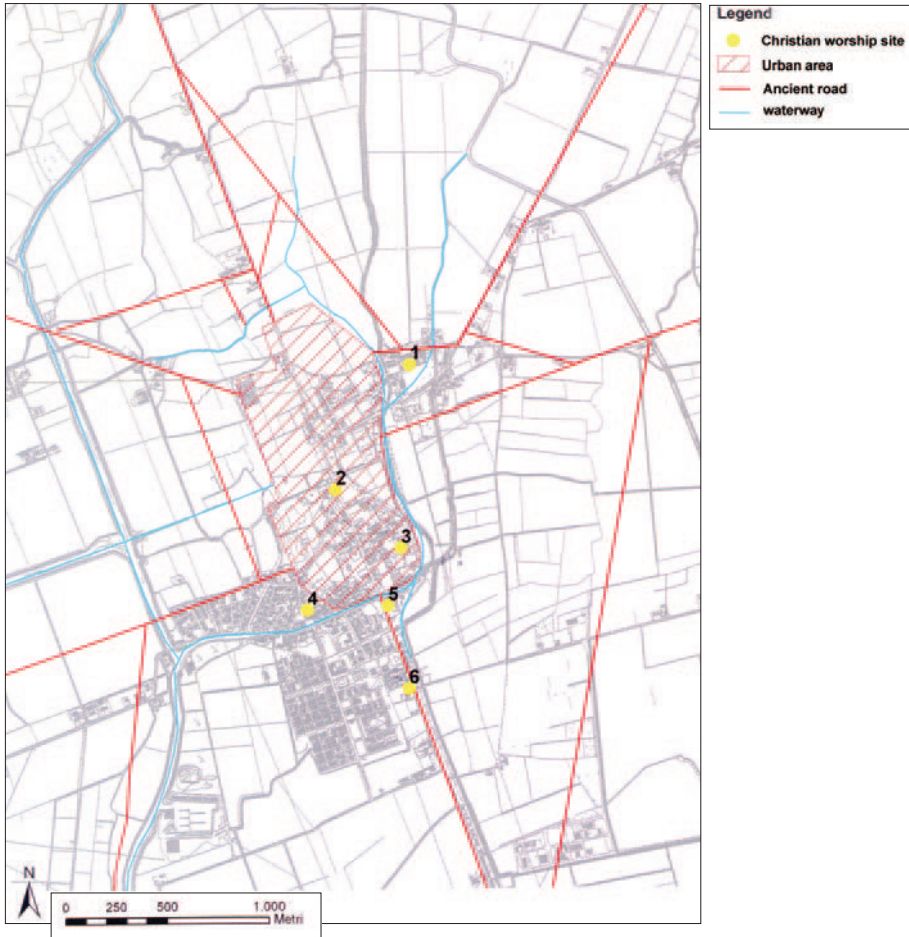 Legend
Christian worship site
Urban area
Ancient road
waterway
1
2
3
4
5
6
N
0 250 500 1.000
Metri